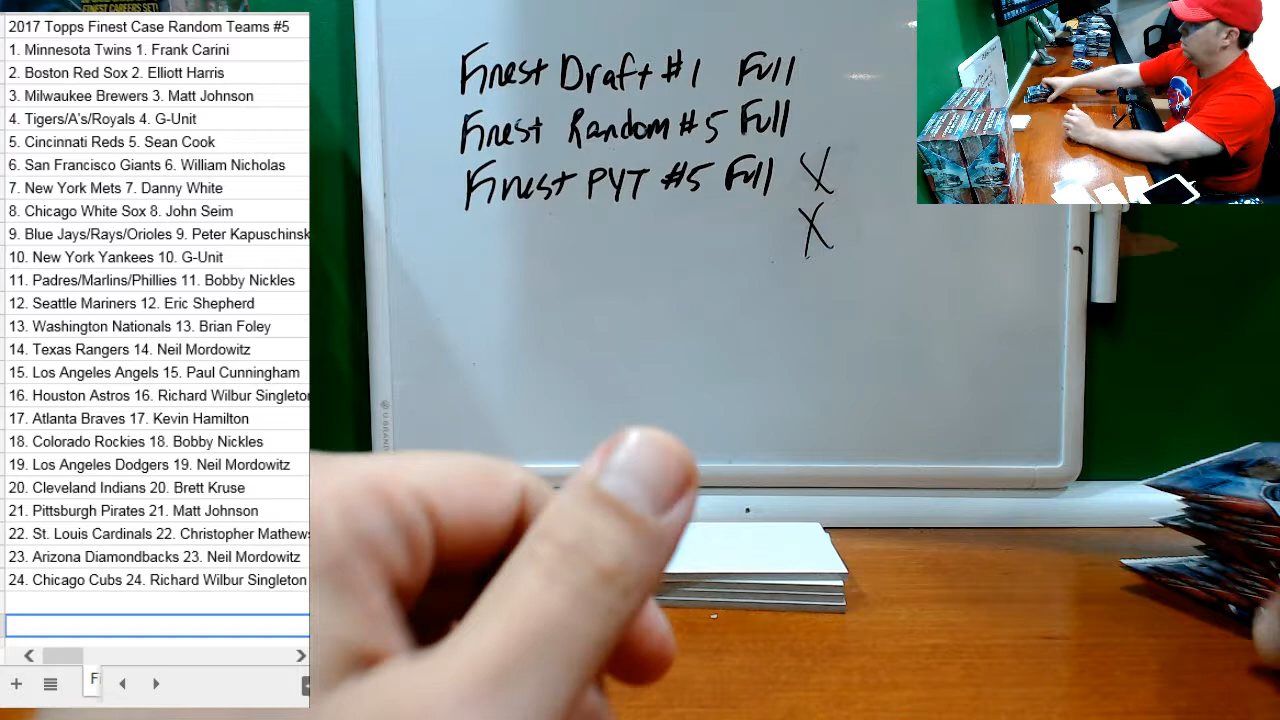 FINEST CAREERS SET!
2017 Topps Finest Case Random Teams #5
1. Minnesota Twins 1. Frank Carini
2. Boston Red Sox 2. Elliott Harris
3. Milwaukee Brewers 3. Matt Johnson
4. Tigers/A's/Royals 4. G-Unit
5. Cincinnati Reds 5. Sean Cook
6. San Francisco Giants 6. William Nicholas
7. New York Mets 7. Danny White
8. Chicago White Sox 8. John Seim
9. Blue Jays/Rays/Orioles 9. Peter Kapuschinsk
10. New York Yankees 10. G-Unit
11. Padres/Marlins/Phillies 11. Bobby Nickles
12. Seattle Mariners 12. Eric Shepherd
13. Washington Nationals 13. Brian Foley
14. Texas Rangers 14. Neil Mordowitz
15. Los Angeles Angels 15. Paul Cunningham
16. Houston Astros 16. Richard Wilbur Singleto
17. Atlanta Braves 17. Kevin Hamilton
18. Colorado Rockies 18. Bobby Nickles
19. Los Angeles Dodgers 19. Neil Mordowitz
20. Cleveland Indians 20. Brett Kruse
21. Pittsburgh Pirates 21. Matt Johnson
22. St. Louis Cardinals 22. Christopher Mathews
23. Arizona Diamondbacks 23. Neil Mordowitz
24. Chicago Cubs 24. Richard Wilbur Singleton
F
Finest Draft #1 Full
Finest Random #5 Full
Finest PYT #5 Full X
X